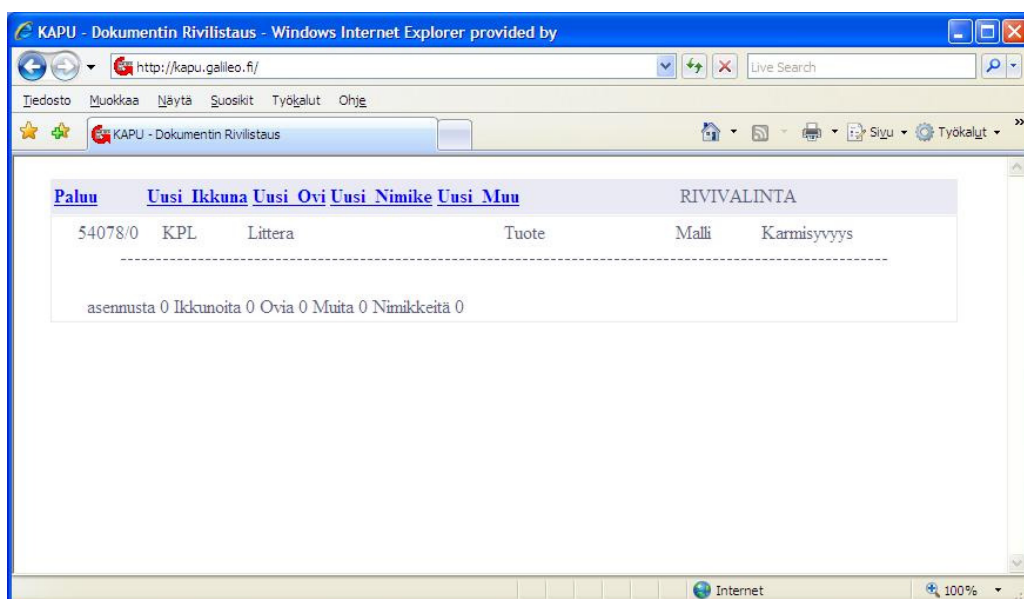 KAPU - Dokumentin Rivilistaus - Windows Internet Explorer provided by
http://kapu.galileo.fi/ Live Search
Tiedosto Muokkaa Näytä Suosikit Työkalut Ohje
KAPU - Dokumentin Rivilistaus Sivu Työkalut
Paluu Uusi_Ikkuna Uusi_Ovi Uusi_Nimike Uusi_Muu RIVIVALINTA
54078/0 KPL Littera Tuote Malli Karmisyvyys
--------------------------------------------------------------------------------------------------------------
asennusta 0 Ikkunoita 0 Ovia 0 Muita 0 Nimikkeitä 0
Internet 100%